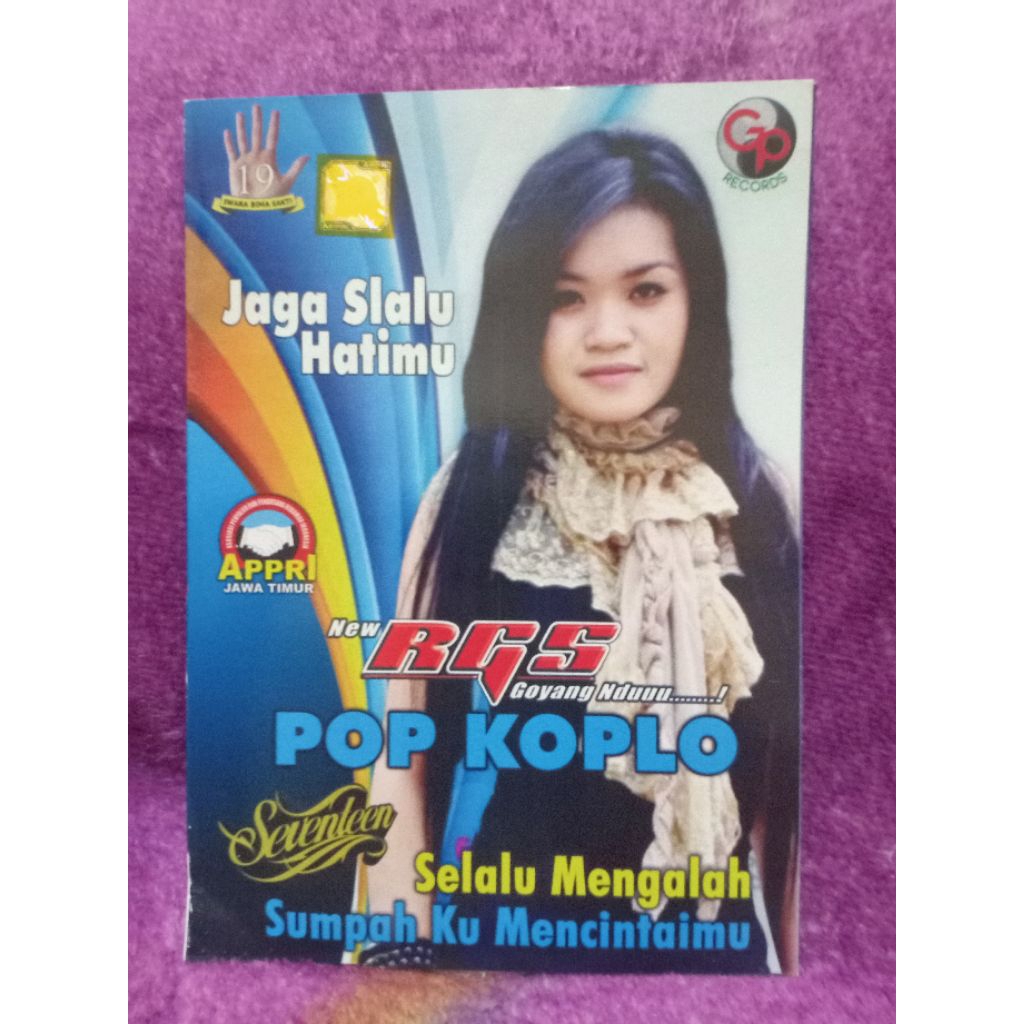 19
SWARA BIMA SAKTI
GP
RECORDS
Jaga Slalu
Hatimu
APPRI
JAWA TIMUR
New RGS
Goyang Nduuu........!
POP KOPLO
Seventeen
Selalu Mengalah
Sumpah Ku Mencintaimu